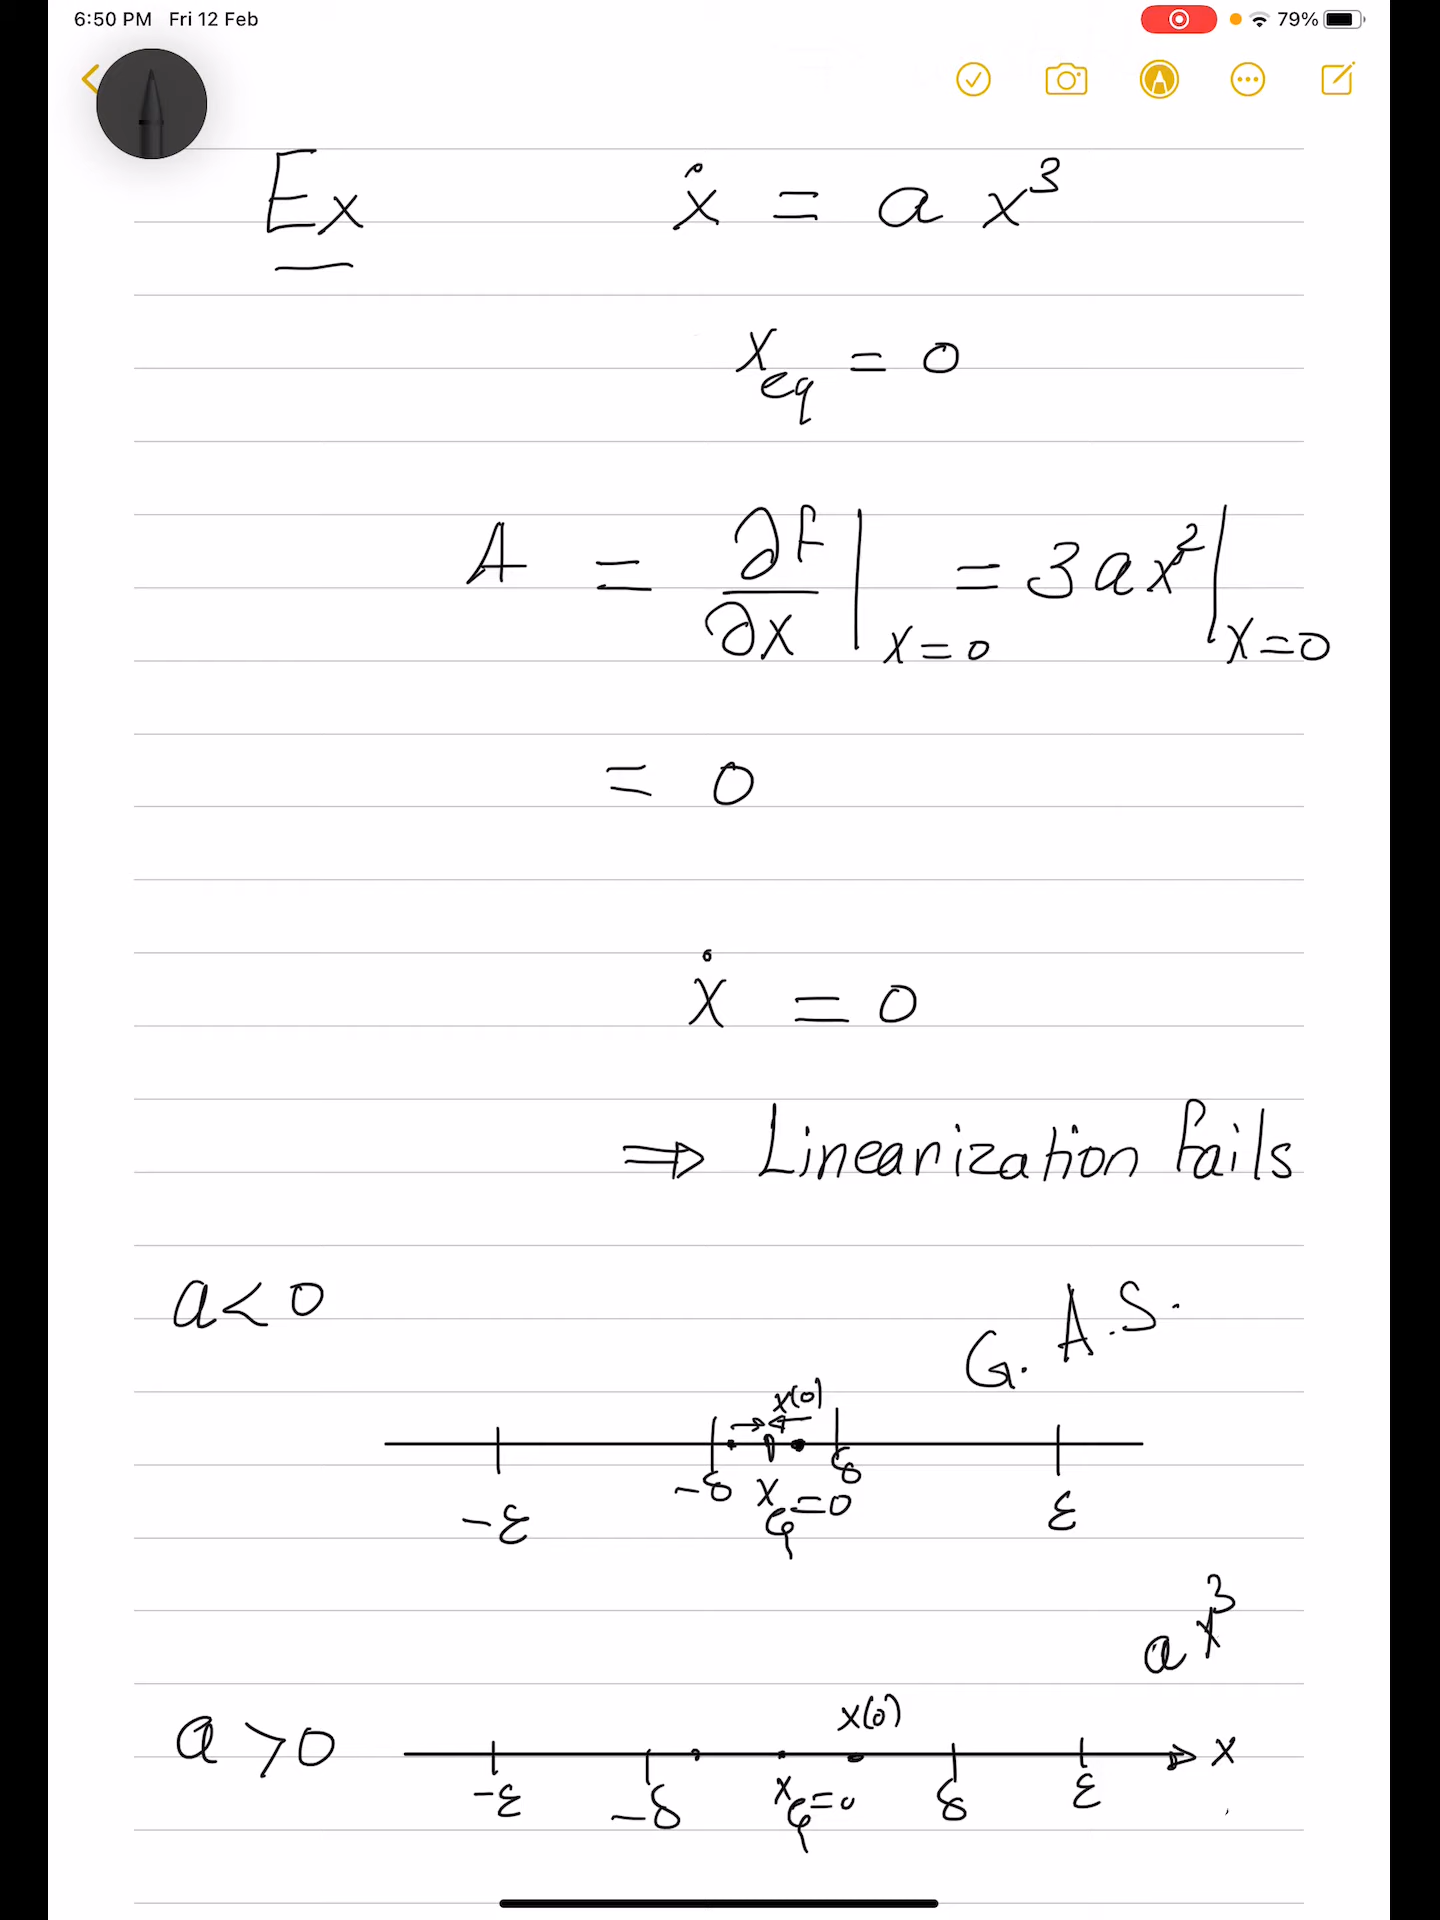 6:50 PM Fri 12 Feb 79%
Ex ẋ = a x³
x_eq = 0
A = ∂f/∂x |_{x=0} = 3ax² |_{x=0}
= 0
ẋ = 0
⇒ Linearization fails
a < 0 G.A.S.
x(0)
-ε -δ x_eq=0 δ ε
a x³
a > 0 x(0) x
-ε -δ x_eq=0 δ ε